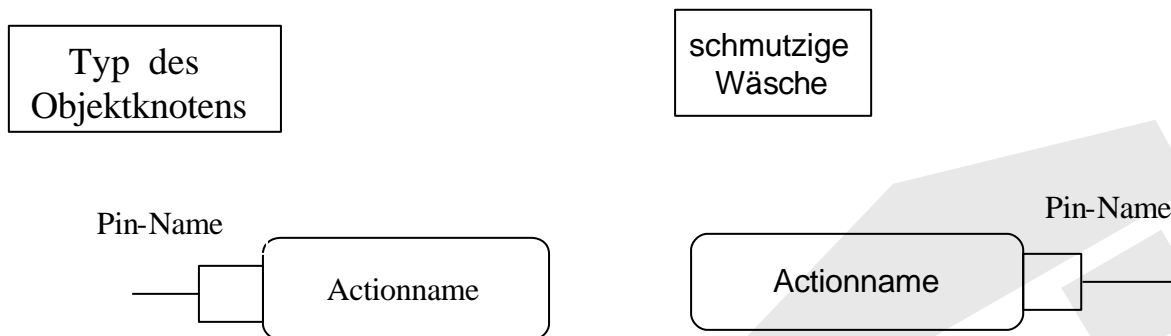 Typ des
Objektknotens
schmutzige
Wäsche
Pin-Name
Pin-Name
Actionname
Actionname